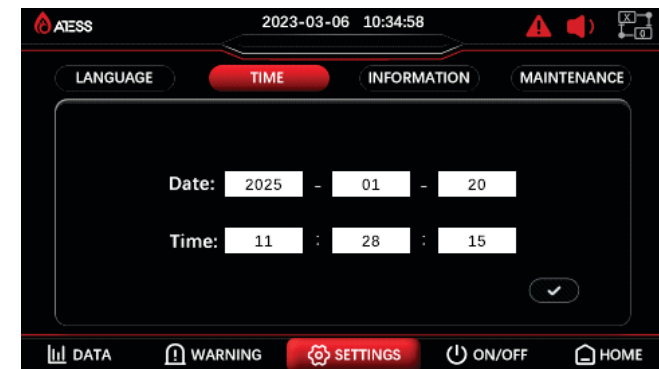 ATESS 2023-03-06 10:34:58
LANGUAGE TIME INFORMATION MAINTENANCE
Date: 2025 - 01 - 20
Time: 11 : 28 : 15
DATA WARNING SETTINGS ON/OFF HOME